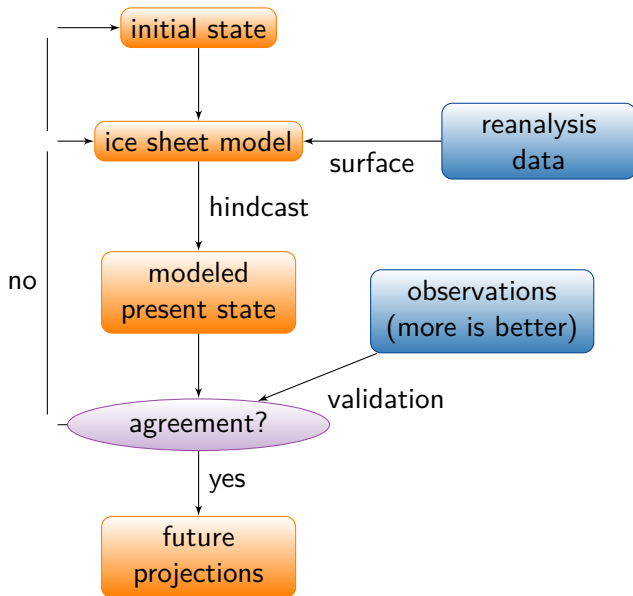 initial state
ice sheet model
reanalysis
data
surface
hindcast
modeled
present state
no
observations
(more is better)
validation
agreement?
yes
future
projections